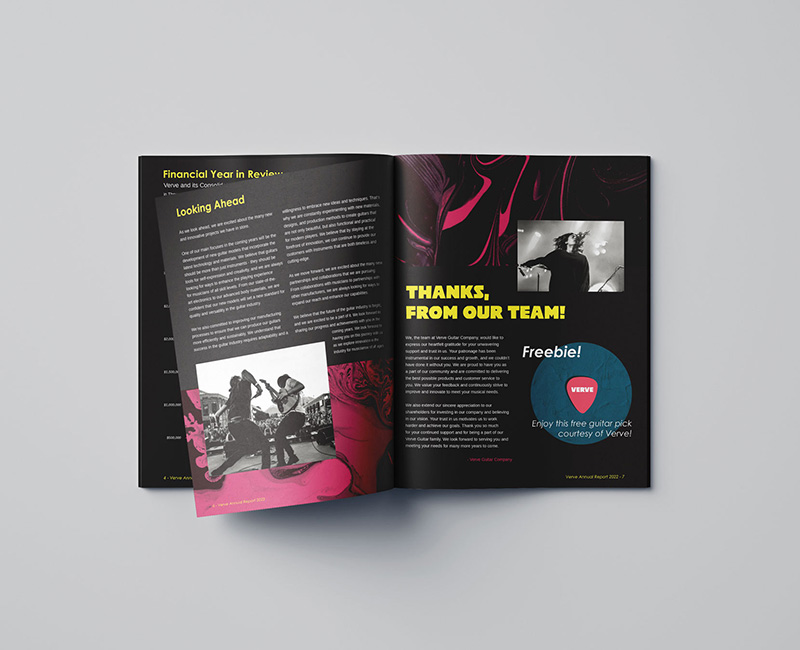 Financial Year in Review
Verve and its Consolid
Looking Ahead
As we look ahead, we are excited about the many new
and innovative projects we have in store.
One of our main focuses in the coming years will be the
development of new guitar models that incorporate the
latest technology and materials. We believe that guitars
should be more than just instruments - they should be
tools for self-expression and creativity, and we are always
looking for ways to enhance the playing experience
for musicians of all skill levels. From our state-of-the-
art electronics to our advanced body materials, we are
confident that our new models will set a new standard for
quality and versatility in the guitar industry.
We're also committed to improving our manufacturing
processes to ensure that we can produce our guitars
more efficiently and sustainably. We understand that
success in the guitar industry requires adaptability and a
willingness to embrace new ideas and techniques. That's
why we are constantly experimenting with new materials,
designs, and production methods to create guitars that
are not only beautiful, but also functional and practical
for modern players. We believe that by staying at the
forefront of innovation, we can continue to provide our
customers with instruments that are both timeless and
cutting edge.
As we move forward, we are excited about the many new
partnerships and collaborations that we are pursuing.
From collaborations with musicians to partnerships with
other manufacturers, we are always looking for ways to
expand our reach and enhance our capabilities.
We believe that the future of the guitar industry is bright,
and we are excited to be a part of it. We look forward to
sharing our progress and achievements with you in the
coming years. We look forward to
having you on this journey with us
as we explore innovation in the
industry for musicians of all
$2,000,000
$1,500,000
$1,000,000
$500,000
4 - Verve Ann
6 - Verve Annual Report 2022
THANKS,
FROM OUR TEAM!
We, the team at Verve Guitar Company, would like to
express our heartfelt gratitude for your unwavering
support and trust in us. Your patronage has been
instrumental in our success and growth, and we couldn't
have done it without you. We are proud to have you as
a part of our community and are committed to delivering
the best possible products and customer service to
you. We value your feedback and continuously strive to
improve and innovate to meet your musical needs.
We also extend our sincere appreciation to our
shareholders for investing in our company and believing
in our vision. Your trust in us motivates us to work
harder and achieve our goals. Thank you so much
for your continued support and for being a part of our
Verve Guitar family. We look forward to serving you and
meeting your needs for many more years to come.
- Verve Guitar Company
Freebie!
VERVE
Enjoy this free guitar pick
courtesy of Verve!
Verve Annual Report 2022 - 7